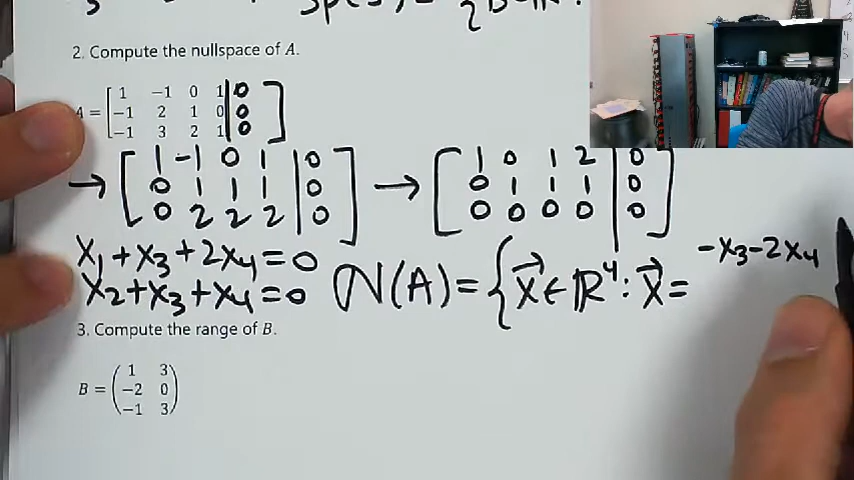 2. Compute the nullspace of A.
A = [ 1 −1 0 1 | 0 ]
−1 2 1 0 | 0
−1 3 2 1 | 0
→ [ 1 -1 0 1 | 0 ] → [ 1 0 1 2 | 0 ]
0 1 1 1 | 0 0 1 1 1 | 0
0 2 2 2 | 0 0 0 0 0 | 0
x₁+x₃+2x₄=0
x₂+x₃+x₄=0 N(A)={x⃗∈ℝ⁴: x⃗= -x₃-2x₄
3. Compute the range of B.
B = ( 1 3 )
−2 0
−1 3